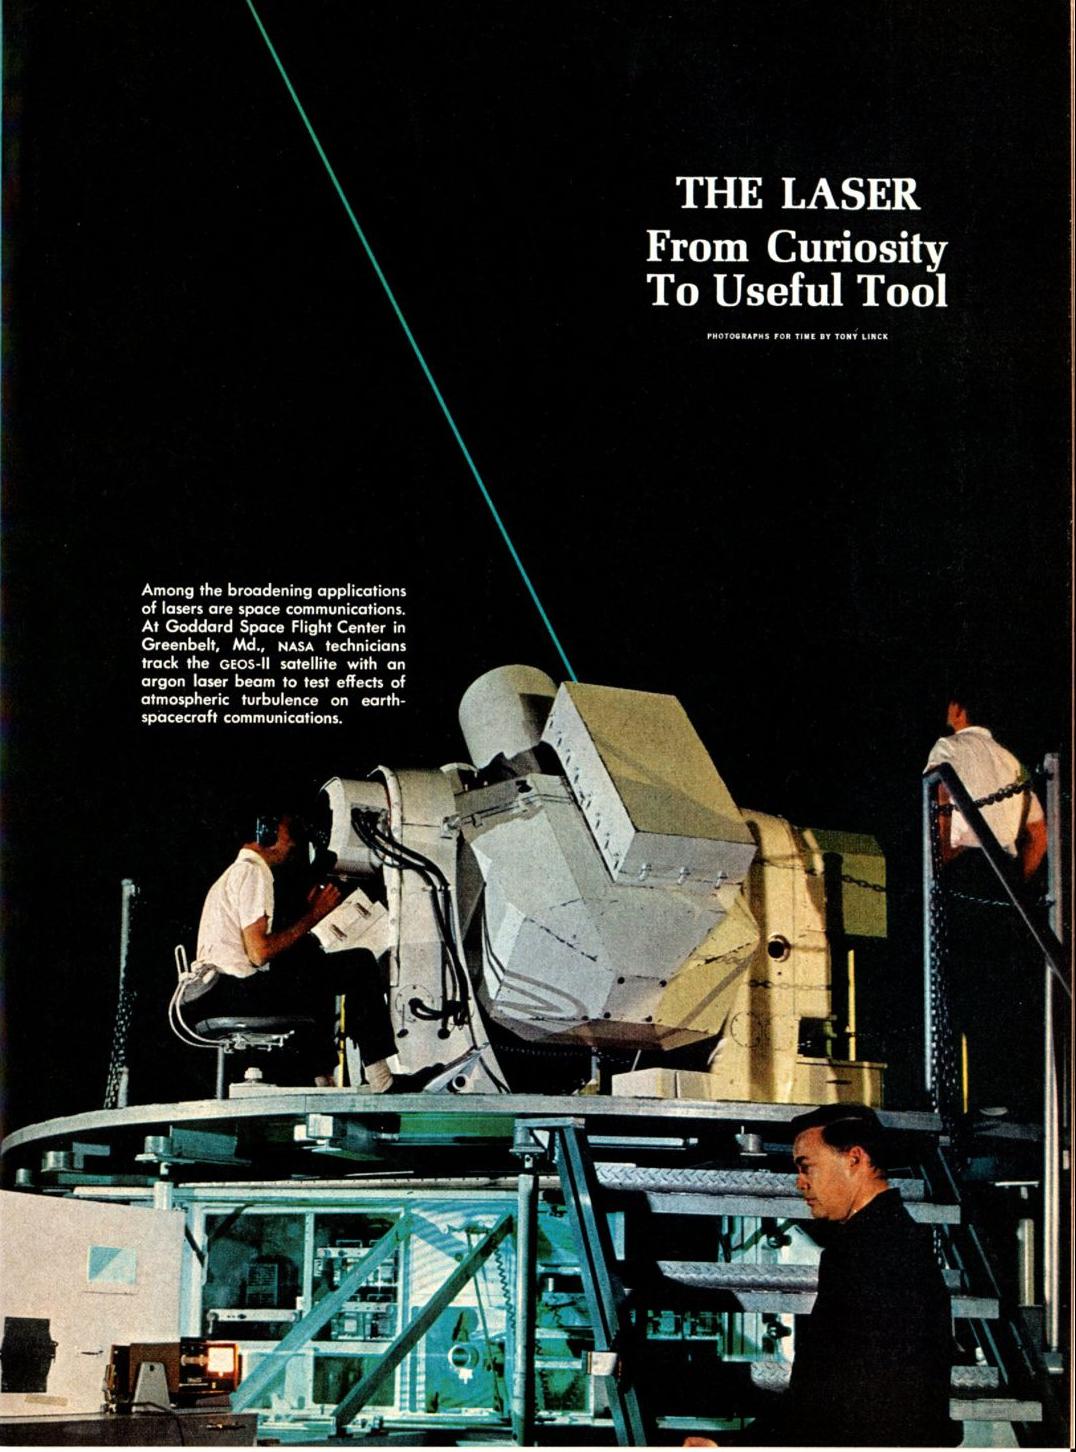 THE LASER
From Curiosity
To Useful Tool
PHOTOGRAPHS FOR TIME BY TONY LINCK
Among the broadening applications
of lasers are space communications.
At Goddard Space Flight Center in
Greenbelt, Md., NASA technicians
track the GEOS-II satellite with an
argon laser beam to test effects of
atmospheric turbulence on earth-
spacecraft communications.